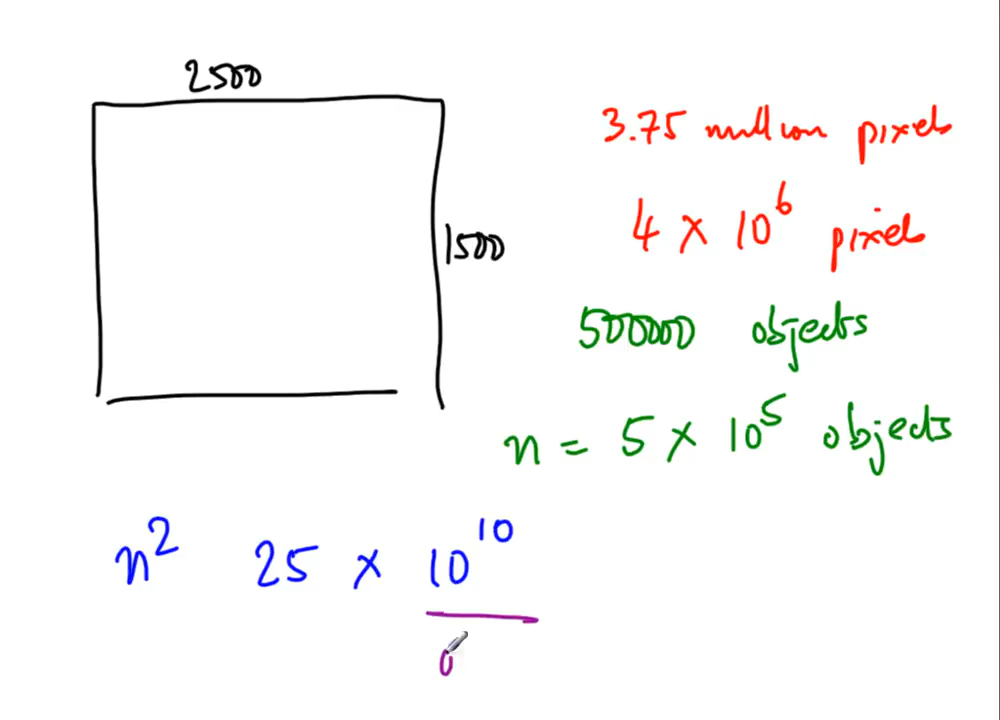 2500
1500
3.75 million pixels
4 × 10^6 pixels
500000 objects
n = 5 × 10^5 objects
n^2 25 × 10^10
0